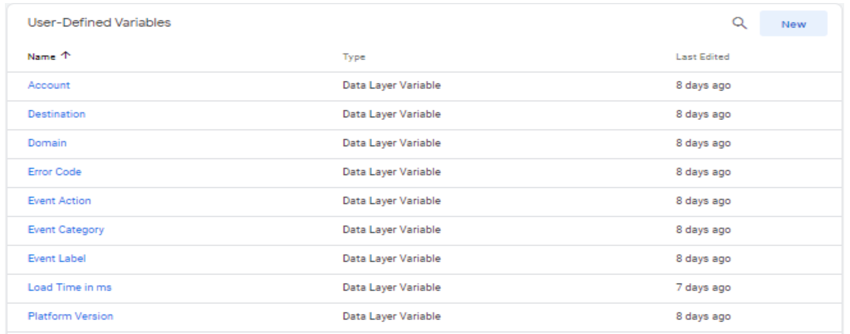 User-Defined Variables New
Name ↑ Type Last Edited
Account Data Layer Variable 8 days ago
Destination Data Layer Variable 8 days ago
Domain Data Layer Variable 8 days ago
Error Code Data Layer Variable 8 days ago
Event Action Data Layer Variable 8 days ago
Event Category Data Layer Variable 8 days ago
Event Label Data Layer Variable 8 days ago
Load Time in ms Data Layer Variable 7 days ago
Platform Version Data Layer Variable 8 days ago